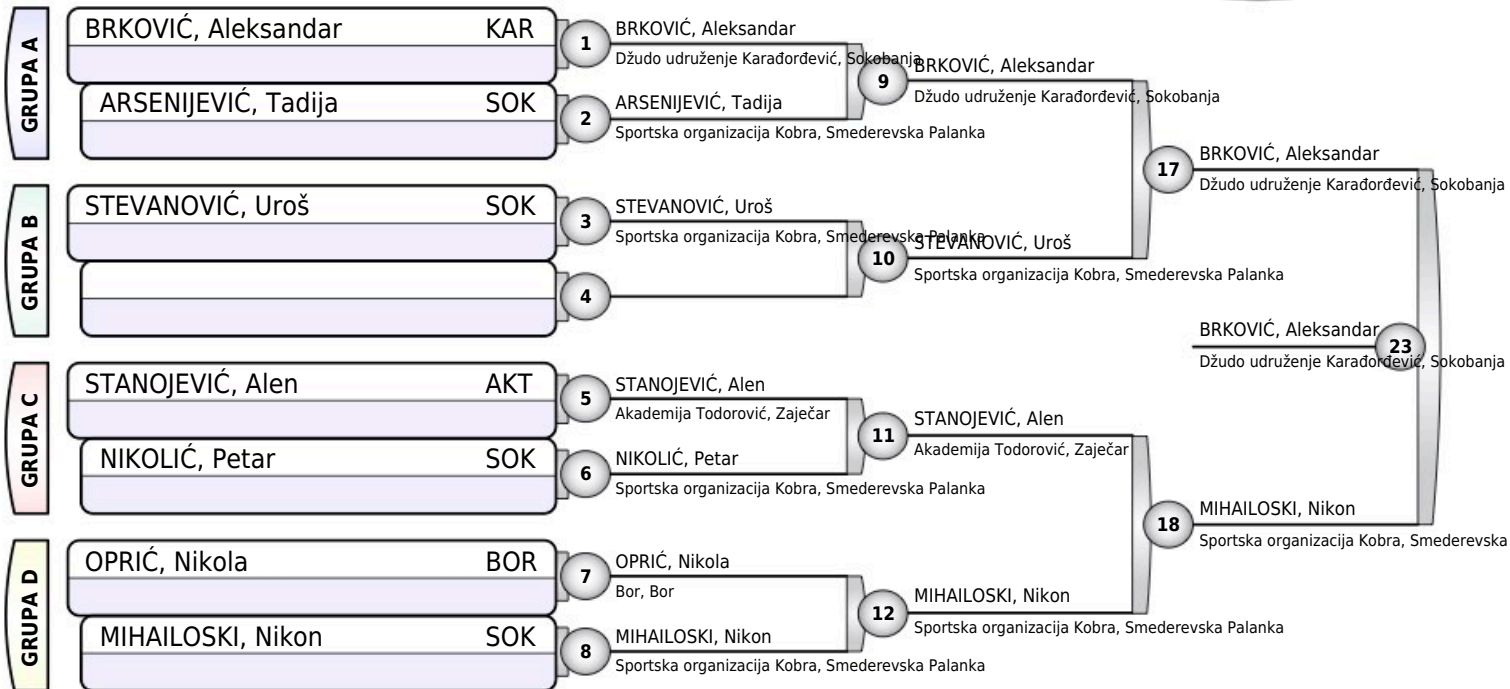 GRUPA A
BRKOVIĆ, Aleksandar KAR
ARSENIJEVIĆ, Tadija SOK
GRUPA B
STEVANOVIĆ, Uroš SOK
GRUPA C
STANOJEVIĆ, Alen AKT
NIKOLIĆ, Petar SOK
GRUPA D
OPRIĆ, Nikola BOR
MIHAILOSKI, Nikon SOK
1
BRKOVIĆ, Aleksandar
Džudo udruženje Karađorđević, Sokobanja
2
ARSENIJEVIĆ, Tadija
Sportska organizacija Kobra, Smederevska Palanka
3
STEVANOVIĆ, Uroš
Sportska organizacija Kobra, Smederevska Palanka
4
5
STANOJEVIĆ, Alen
Akademija Todorović, Zaječar
6
NIKOLIĆ, Petar
Sportska organizacija Kobra, Smederevska Palanka
7
OPRIĆ, Nikola
Bor, Bor
8
MIHAILOSKI, Nikon
Sportska organizacija Kobra, Smederevska Palanka
9
BRKOVIĆ, Aleksandar
Džudo udruženje Karađorđević, Sokobanja
10
STEVANOVIĆ, Uroš
Sportska organizacija Kobra, Smederevska Palanka
11
STANOJEVIĆ, Alen
Akademija Todorović, Zaječar
12
MIHAILOSKI, Nikon
Sportska organizacija Kobra, Smederevska Palanka
17
BRKOVIĆ, Aleksandar
Džudo udruženje Karađorđević, Sokobanja
BRKOVIĆ, Aleksandar
23
Džudo udruženje Karađorđević, Sokobanja
18
MIHAILOSKI, Nikon
Sportska organizacija Kobra, Smederevska